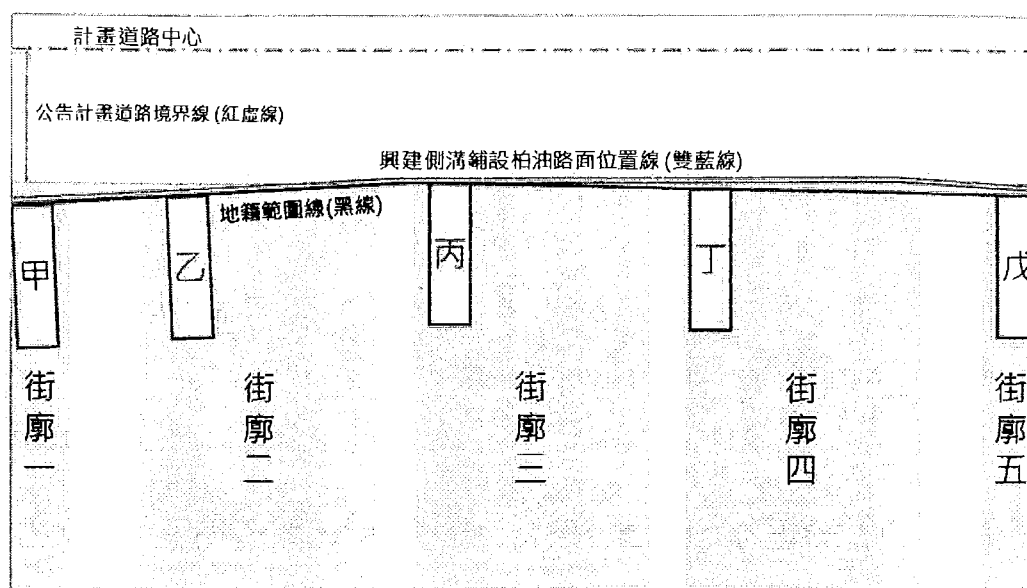 計畫道路中心
公告計畫道路境界線(紅虛線)
興建側溝鋪設柏油路面位置線(雙藍線)
地籍範圍線(黑線)
甲
乙
丙
丁
戊
街廓一
街廓二
街廓三
街廓四
街廓五